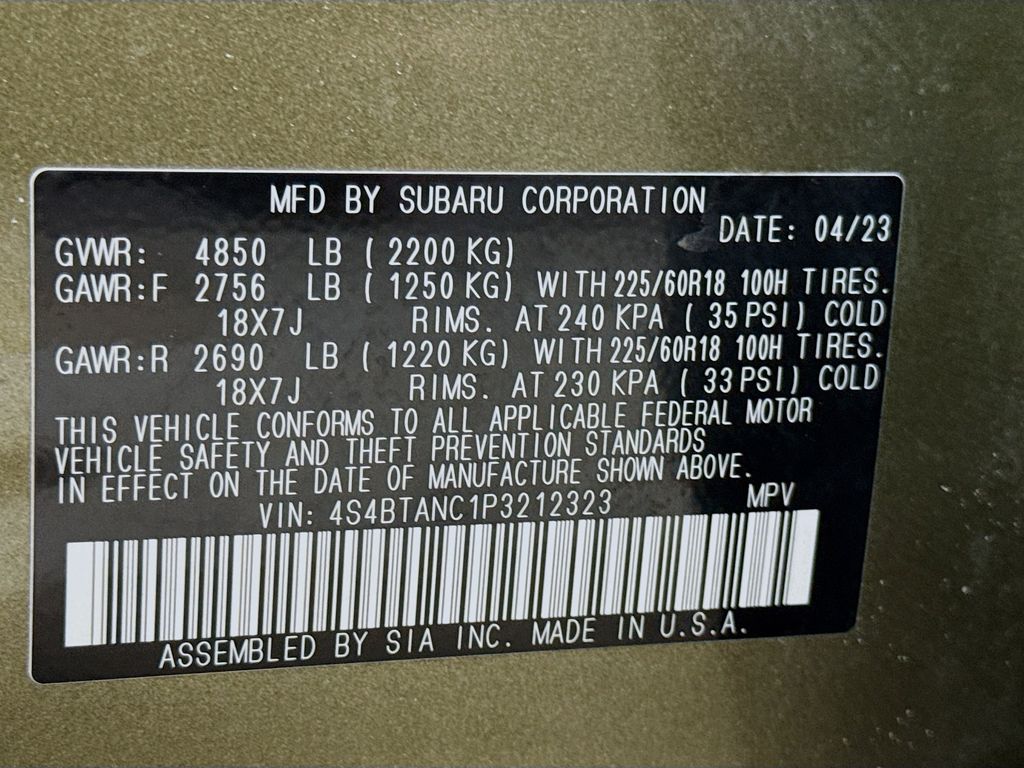 MFD BY SUBARU CORPORATION
DATE: 04/23
GVWR: 4850 LB ( 2200 KG)
GAWR:F 2756 LB ( 1250 KG) WITH 225/60R18 100H TIRES.
18X7J RIMS. AT 240 KPA ( 35 PSI) COLD
GAWR:R 2690 LB ( 1220 KG) WITH 225/60R18 100H TIRES.
18X7J RIMS. AT 230 KPA ( 33 PSI) COLD
THIS VEHICLE CONFORMS TO ALL APPLICABLE FEDERAL MOTOR
VEHICLE SAFETY AND THEFT PREVENTION STANDARDS
IN EFFECT ON THE DATE OF MANUFACTURE SHOWN ABOVE.
VIN: 4S4BTANC1P3212323 MPV
ASSEMBLED BY SIA INC. MADE IN U.S.A.